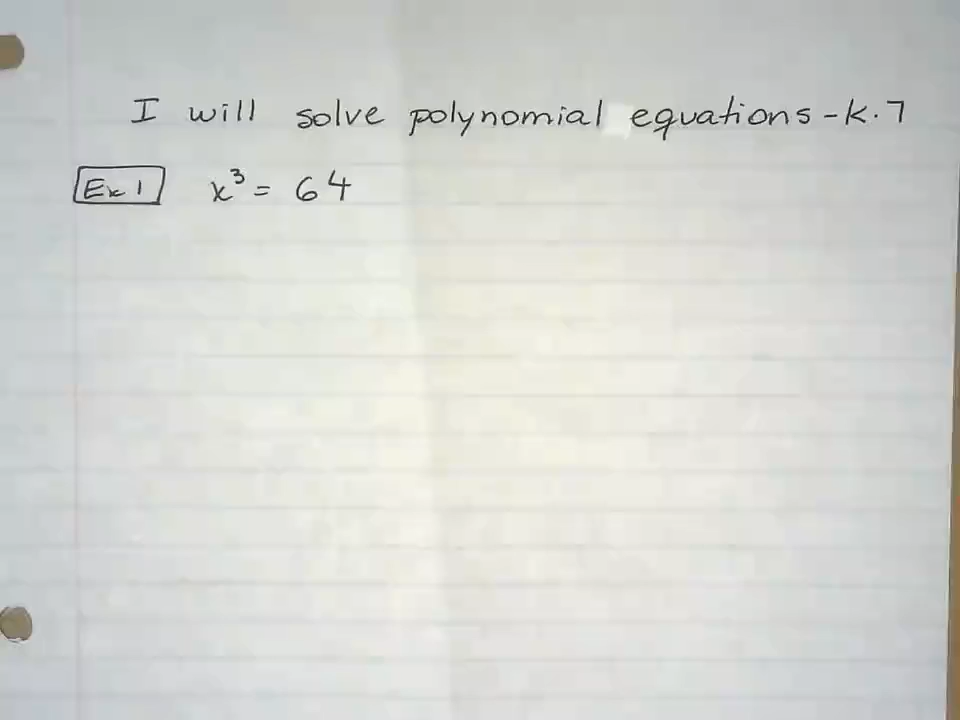 I will solve polynomial equations - K.7
Ex 1 x³ = 64